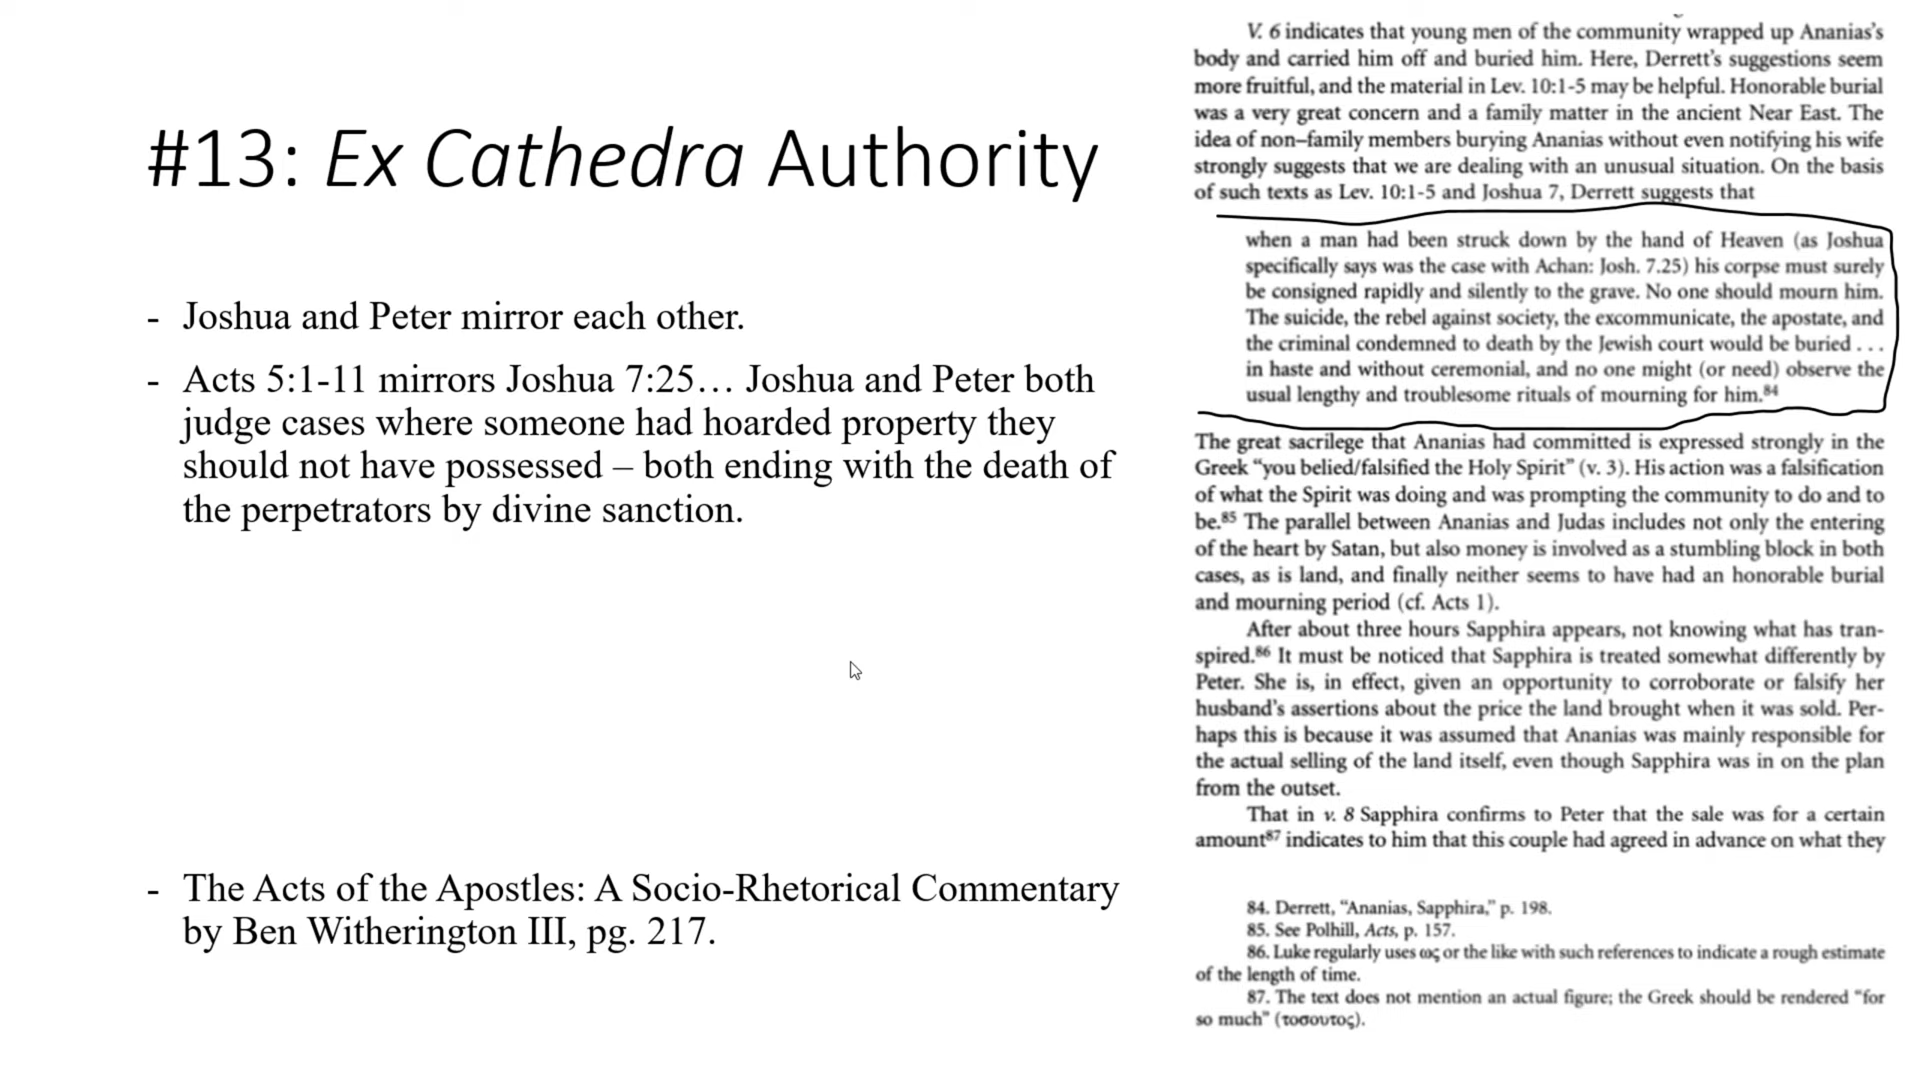 #13: Ex Cathedra Authority
- Joshua and Peter mirror each other.
- Acts 5:1-11 mirrors Joshua 7:25… Joshua and Peter both
judge cases where someone had hoarded property they
should not have possessed – both ending with the death of
the perpetrators by divine sanction.
- The Acts of the Apostles: A Socio-Rhetorical Commentary
by Ben Witherington III, pg. 217.
V. 6 indicates that young men of the community wrapped up Ananias's
body and carried him off and buried him. Here, Derrett's suggestions seem
more fruitful, and the material in Lev. 10:1-5 may be helpful. Honorable burial
was a very great concern and a family matter in the ancient Near East. The
idea of non–family members burying Ananias without even notifying his wife
strongly suggests that we are dealing with an unusual situation. On the basis
of such texts as Lev. 10:1-5 and Joshua 7, Derrett suggests that
when a man had been struck down by the hand of Heaven (as Joshua
specifically says was the case with Achan: Josh. 7.25) his corpse must surely
be consigned rapidly and silently to the grave. No one should mourn him.
The suicide, the rebel against society, the excommunicate, the apostate, and
the criminal condemned to death by the Jewish court would be buried . . .
in haste and without ceremonial, and no one might (or need) observe the
usual lengthy and troublesome rituals of mourning for him.84
The great sacrilege that Ananias had committed is expressed strongly in the
Greek "you belied/falsified the Holy Spirit" (v. 3). His action was a falsification
of what the Spirit was doing and was prompting the community to do and to
be.85 The parallel between Ananias and Judas includes not only the entering
of the heart by Satan, but also money is involved as a stumbling block in both
cases, as is land, and finally neither seems to have had an honorable burial
and mourning period (cf. Acts 1).
After about three hours Sapphira appears, not knowing what has tran-
spired.86 It must be noticed that Sapphira is treated somewhat differently by
Peter. She is, in effect, given an opportunity to corroborate or falsify her
husband's assertions about the price the land brought when it was sold. Per-
haps this is because it was assumed that Ananias was mainly responsible for
the actual selling of the land itself, even though Sapphira was in on the plan
from the outset.
That in v. 8 Sapphira confirms to Peter that the sale was for a certain
amount87 indicates to him that this couple had agreed in advance on what they
84. Derrett, "Ananias, Sapphira," p. 198.
85. See Polhill, Acts, p. 157.
86. Luke regularly uses ως or the like with such references to indicate a rough estimate
of the length of time.
87. The text does not mention an actual figure; the Greek should be rendered "for
so much" (τοσουτος).